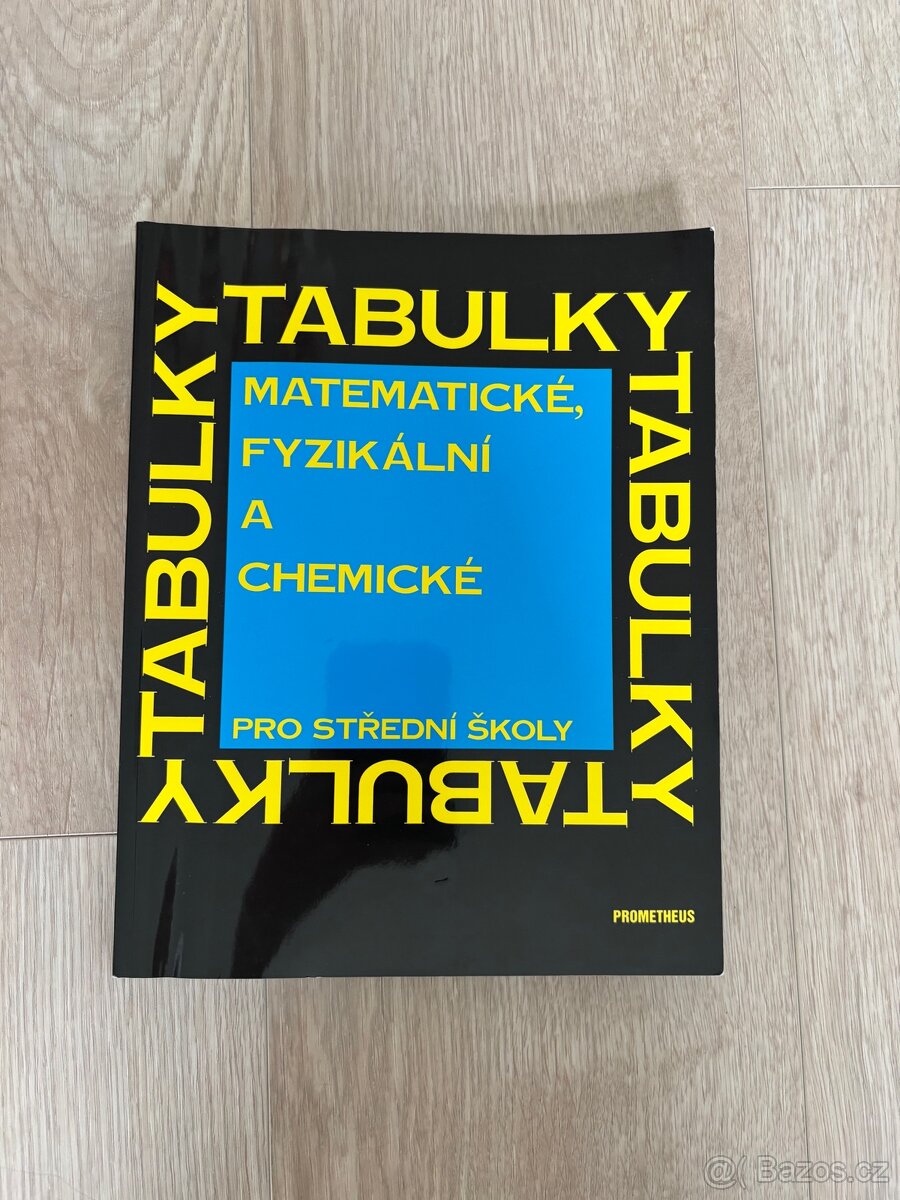 TABULKY
TABULKY
TABULKY
TABULKY
MATEMATICKÉ,
FYZIKÁLNÍ
A
CHEMICKÉ
PRO STŘEDNÍ ŠKOLY
PROMETHEUS
@( Bazos.cz